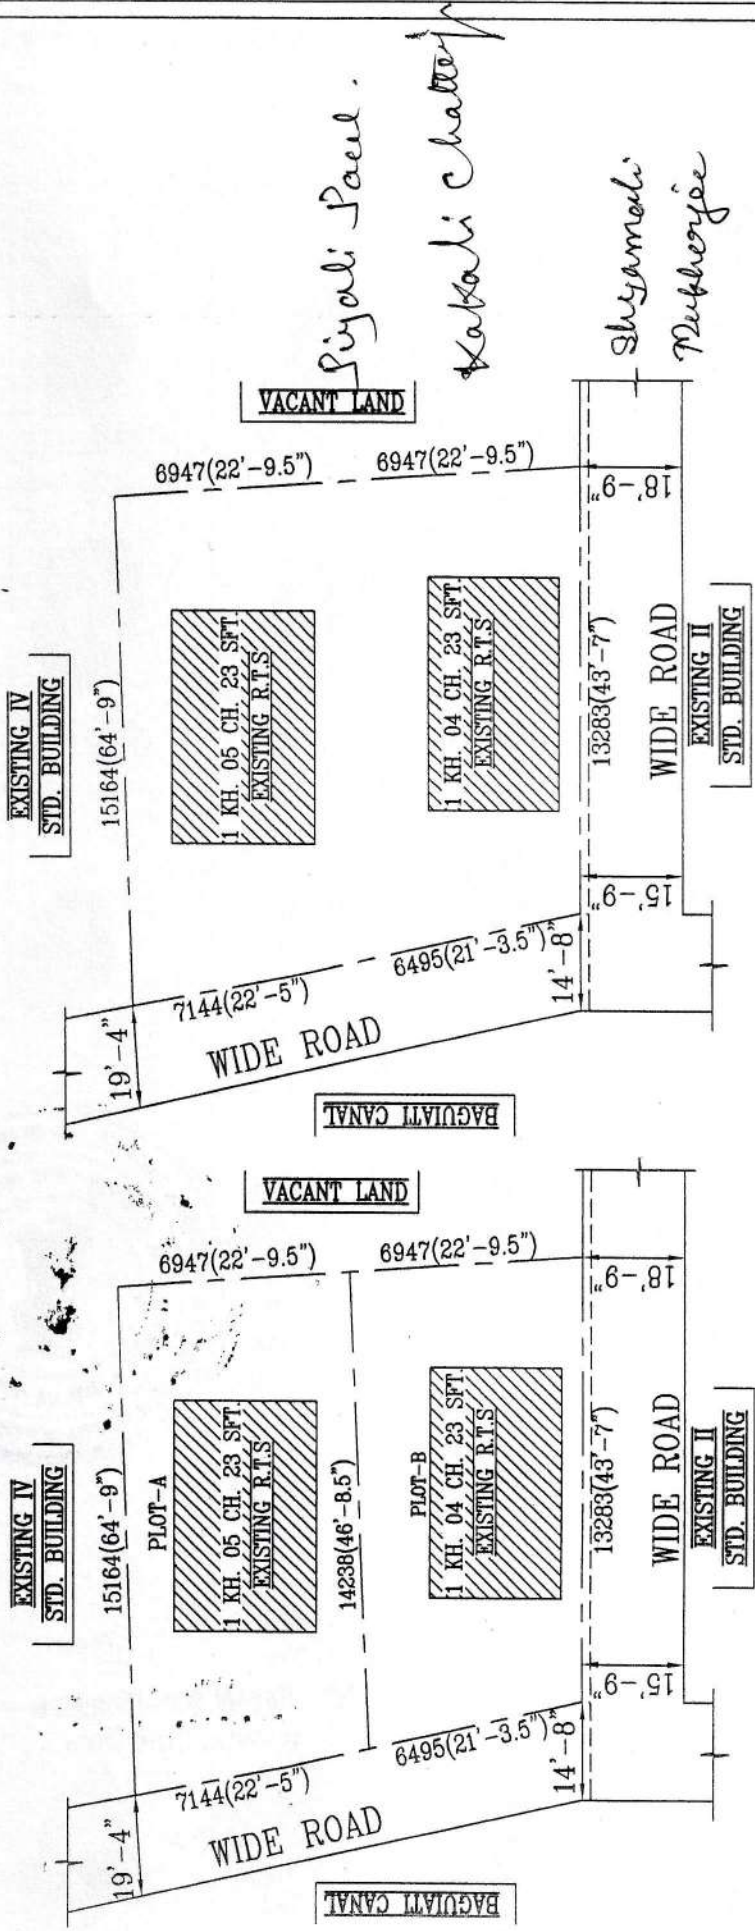 Piyali Paul.
Kakali Chatterj
Shyamali
Mukherjee
VACANT LAND
6947(22'-9.5")
6947(22'-9.5")
18'-9"
EXISTING IV
STD. BUILDING
15164(64'-9")
1 KH. 05 CH. 23 SFT.
EXISTING R.T.S
1 KH. 04 CH. 23 SFT.
EXISTING R.T.S
13283(43'-7")
WIDE ROAD
EXISTING II
STD. BUILDING
15'-9"
7144(22'-5")
6495(21'-3.5")"
14'-8
19'-4"
WIDE ROAD
BAGUIATI CANAL
VACANT LAND
6947(22'-9.5")
6947(22'-9.5")
18'-9"
EXISTING IV
STD. BUILDING
15164(64'-9")
PLOT-A
1 KH. 05 CH. 23 SFT.
EXISTING R.T.S
14238(46'-8.5")
PLOT-B
1 KH. 04 CH. 23 SFT.
EXISTING R.T.S
13283(43'-7")
WIDE ROAD
EXISTING II
STD. BUILDING
15'-9"
7144(22'-5")
6495(21'-3.5")"
14'-8
19'-4"
WIDE ROAD
BAGUIATI CANAL